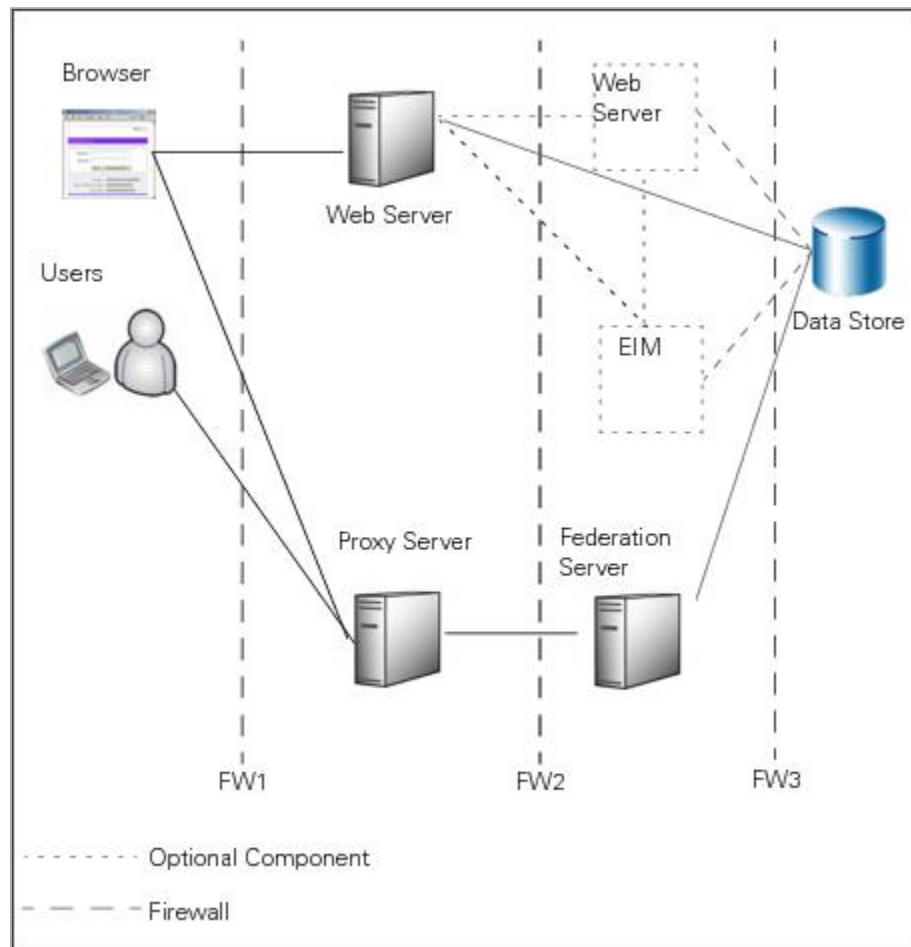 Browser
Web
Server
Web Server
Users
Data Store
EIM
Proxy Server
Federation
Server
FW1
FW2
FW3
Optional Component
Firewall